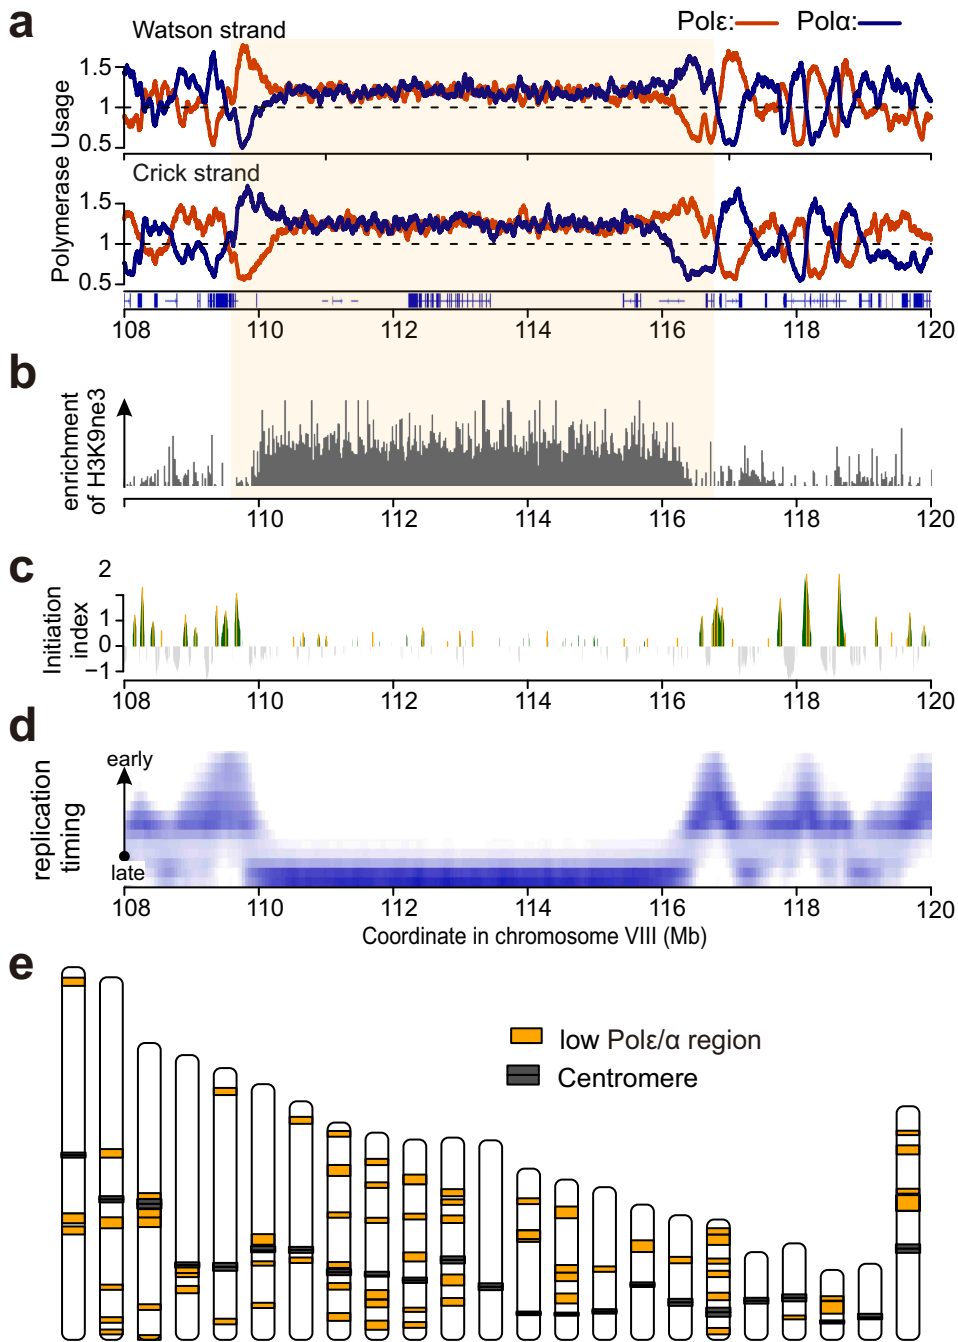 a
Watson strand
Polε:
Polα:
1.5
1
0.5
Crick strand
1.5
1
0.5
Polymerase Usage
108 110 112 114 116 118 120
b
enrichment
of H3K9ne3
108 110 112 114 116 118 120
c
2
1
0
−1
Initiation
index
108 110 112 114 116 118 120
d
early
late
replication
timing
108 110 112 114 116 118 120
Coordinate in chromosome VIII (Mb)
e
low Polε/α region
Centromere